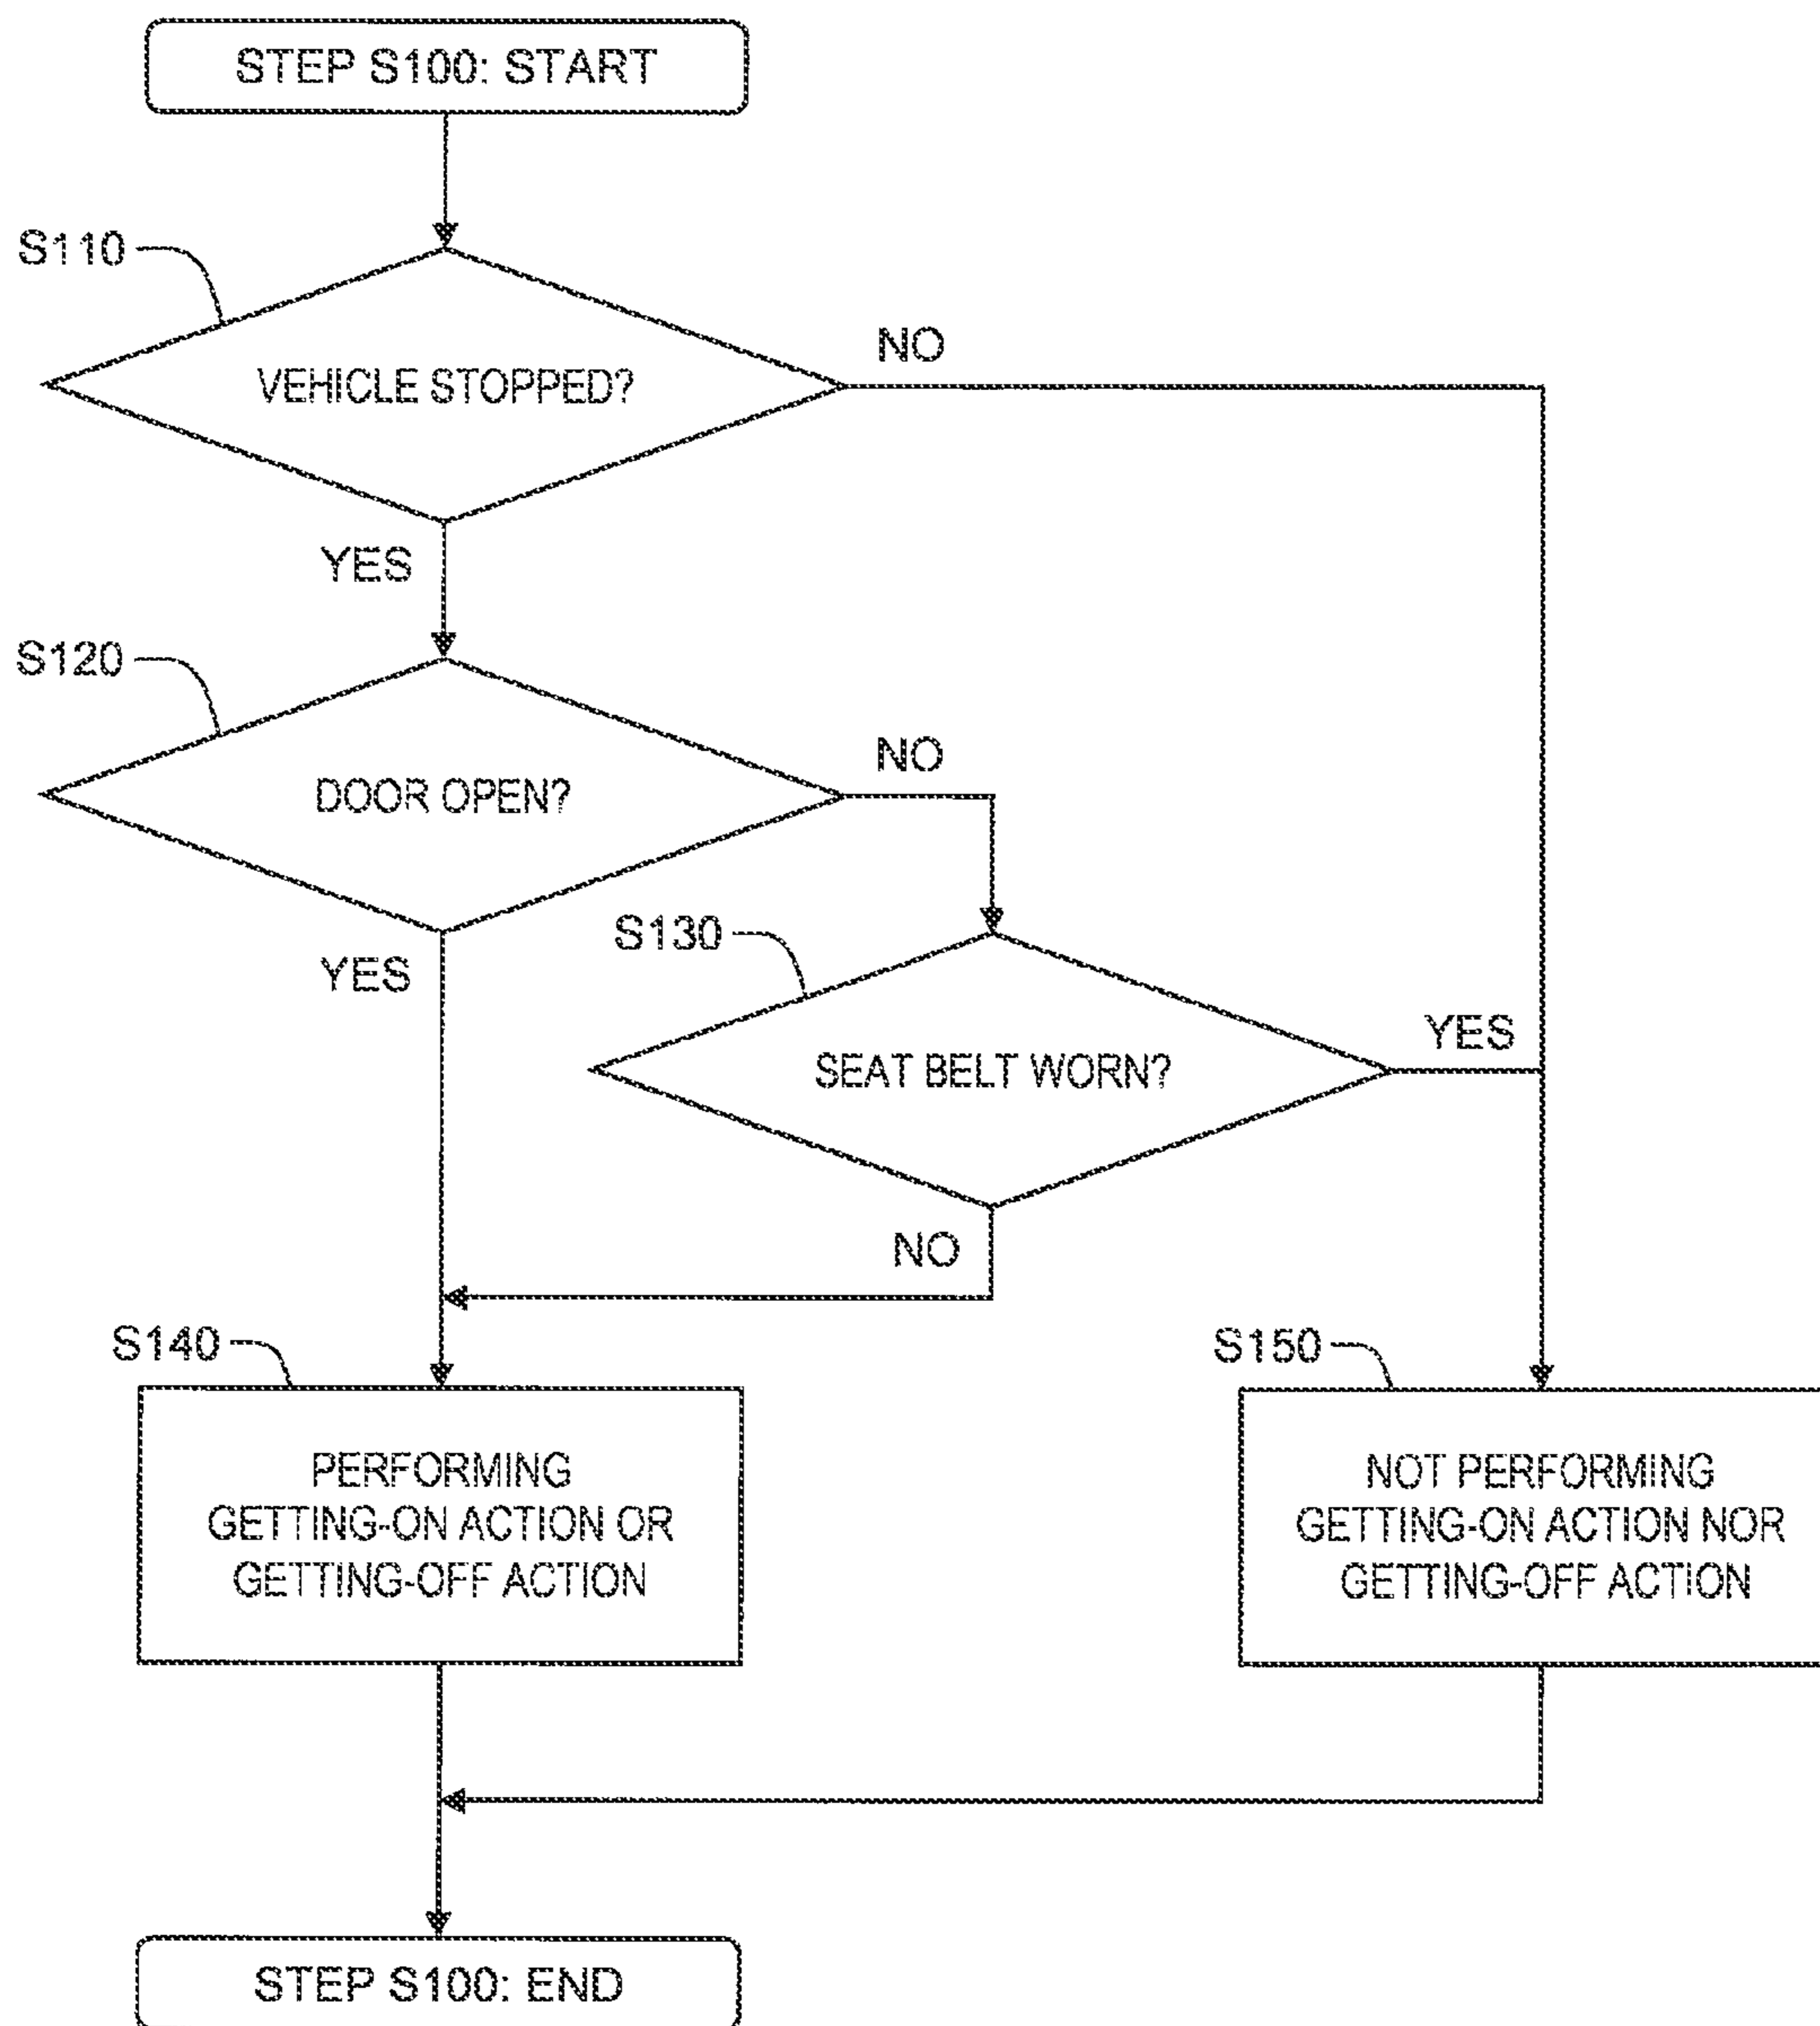 STEP S100: START
S110
VEHICLE STOPPED?
NO
YES
S120
DOOR OPEN?
NO
YES
S130
SEAT BELT WORN?
YES
NO
S140
PERFORMING
GETTING-ON ACTION OR
GETTING-OFF ACTION
S150
NOT PERFORMING
GETTING-ON ACTION NOR
GETTING-OFF ACTION
STEP S100: END